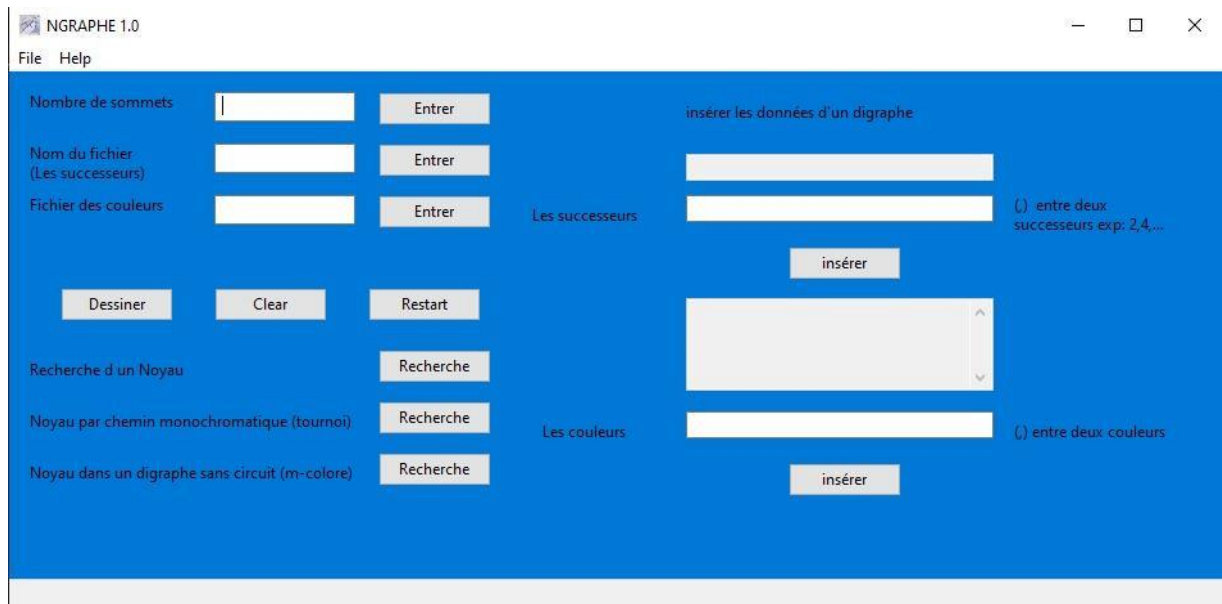 NGRAPHE 1.0
File Help
Nombre de sommets
Entrer
Nom du fichier
(Les successeurs)
Entrer
Fichier des couleurs
Entrer
Dessiner
Clear
Restart
Recherche d un Noyau
Recherche
Noyau par chemin monochromatique (tournoi)
Recherche
Noyau dans un digraphe sans circuit (m-colore)
Recherche
insérer les données d'un digraphe
Les successeurs
(,) entre deux
successeurs exp: 2,4,...
insérer
Les couleurs
(,) entre deux couleurs
insérer